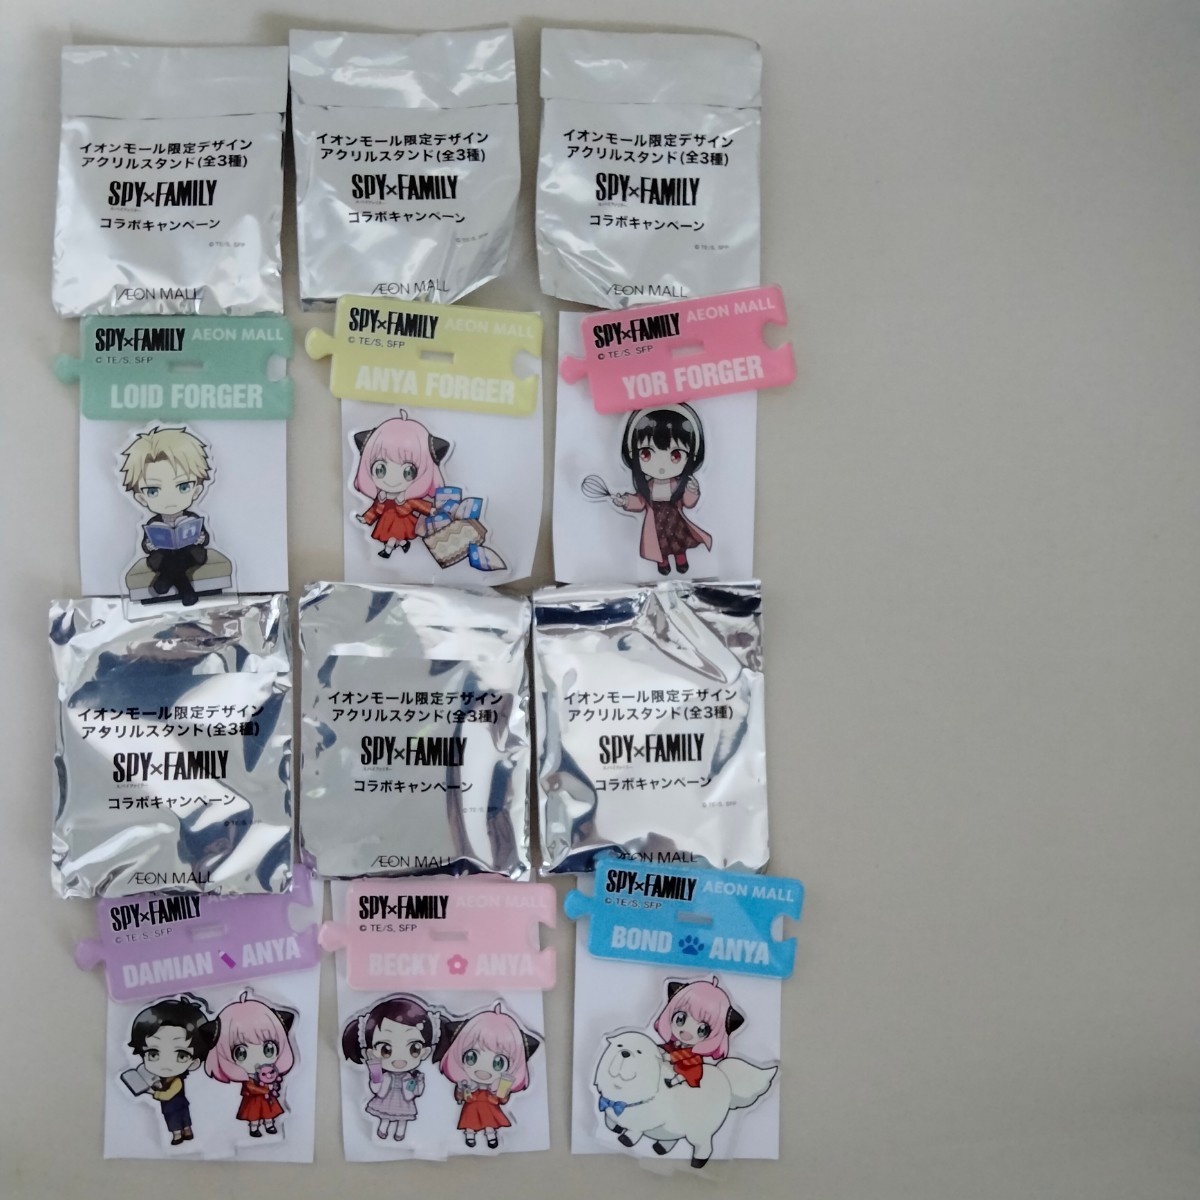 イオンモール限定デザイン
アクリルスタンド(全3種)
SPY×FAMILY
コラボキャンペーン
© TE/S, SFP
ÆON MALL
イオンモール限定デザイン
アクリルスタンド(全3種)
SPY×FAMILY
コラボキャンペーン
© TE/S, SFP
ÆON MALL
イオンモール限定デザイン
アクリルスタンド(全3種)
SPY×FAMILY
コラボキャンペーン
© TE/S, SFP
ÆON MALL
SPY×FAMILY AEON MALL
© TE/S, SFP
LOID FORGER
SPY×FAMILY AEON MALL
© TE/S, SFP
ANYA FORGER
SPY×FAMILY AEON MALL
© TE/S, SFP
YOR FORGER
イオンモール限定デザイン
アクリルスタンド(全3種)
SPY×FAMILY
コラボキャンペーン
© TE/S, SFP
ÆON MALL
イオンモール限定デザイン
アクリルスタンド(全3種)
SPY×FAMILY
コラボキャンペーン
© TE/S, SFP
ÆON MALL
イオンモール限定デザイン
アクリルスタンド(全3種)
SPY×FAMILY
コラボキャンペーン
© TE/S, SFP
ÆON MALL
SPY×FAMILY AEON MALL
© TE/S, SFP
DAMIAN ANYA
SPY×FAMILY AEON MALL
© TE/S, SFP
BECKY ANYA
SPY×FAMILY AEON MALL
© TE/S, SFP
BOND ANYA